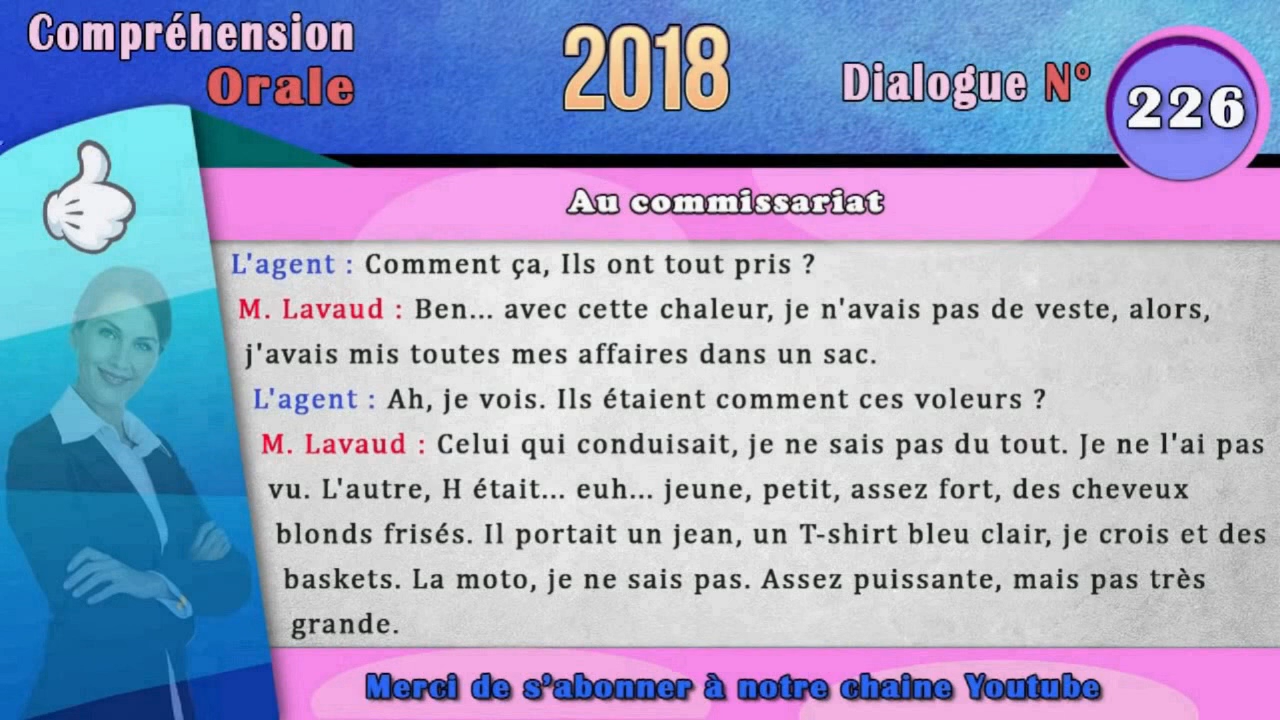 Compréhension
Orale
2018
Dialogue N°
226
Au commissariat
L'agent : Comment ça, Ils ont tout pris ?
M. Lavaud : Ben... avec cette chaleur, je n'avais pas de veste, alors,
j'avais mis toutes mes affaires dans un sac.
L'agent : Ah, je vois. Ils étaient comment ces voleurs ?
M. Lavaud : Celui qui conduisait, je ne sais pas du tout. Je ne l'ai pas
vu. L'autre, H était... euh... jeune, petit, assez fort, des cheveux
blonds frisés. Il portait un jean, un T-shirt bleu clair, je crois et des
baskets. La moto, je ne sais pas. Assez puissante, mais pas très
grande.
Merci de s'abonner à notre chaine Youtube